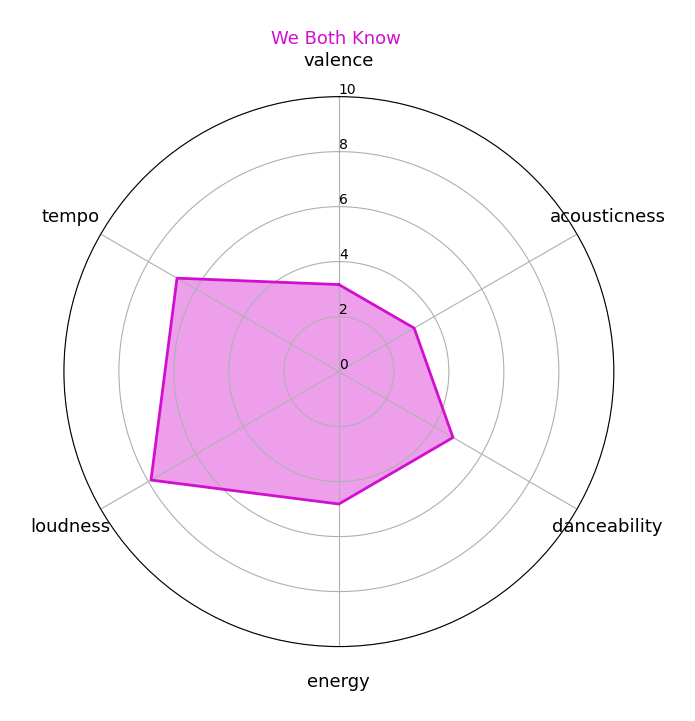 We Both Know
valence
10
8
6
4
2
0
tempo
acousticness
loudness
danceability
energy